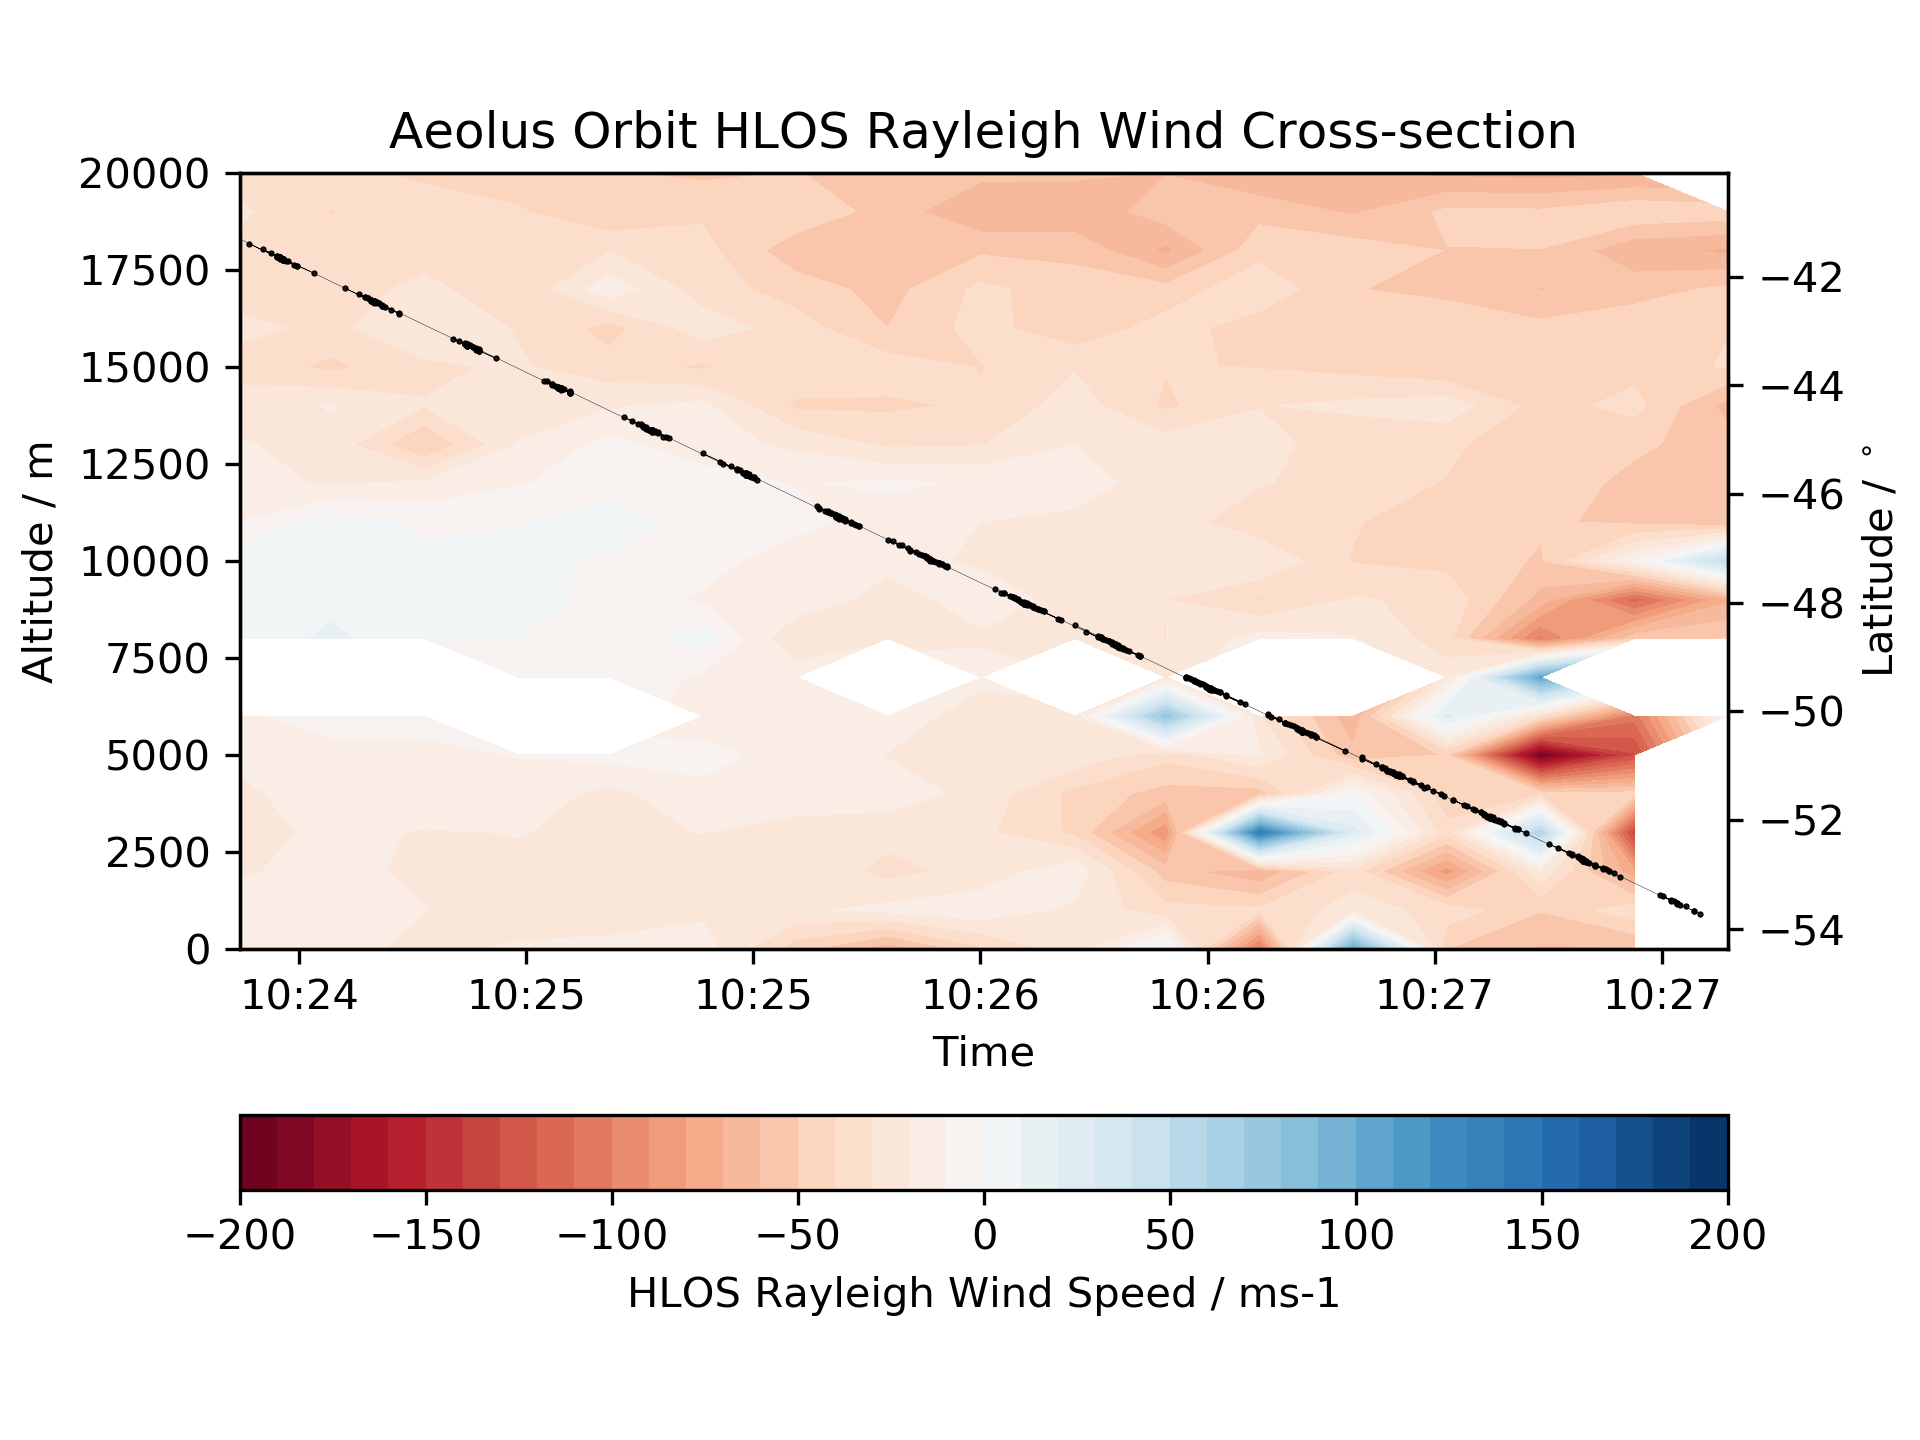 Aeolus Orbit HLOS Rayleigh Wind Cross-section
20000
17500
15000
12500
10000
7500
5000
2500
0
Altitude / m
−42
−44
−46
−48
−50
−52
−54
Latitude / °
10:24 10:25 10:25 10:26 10:26 10:27 10:27
Time
−200 −150 −100 −50 0 50 100 150 200
HLOS Rayleigh Wind Speed / ms-1